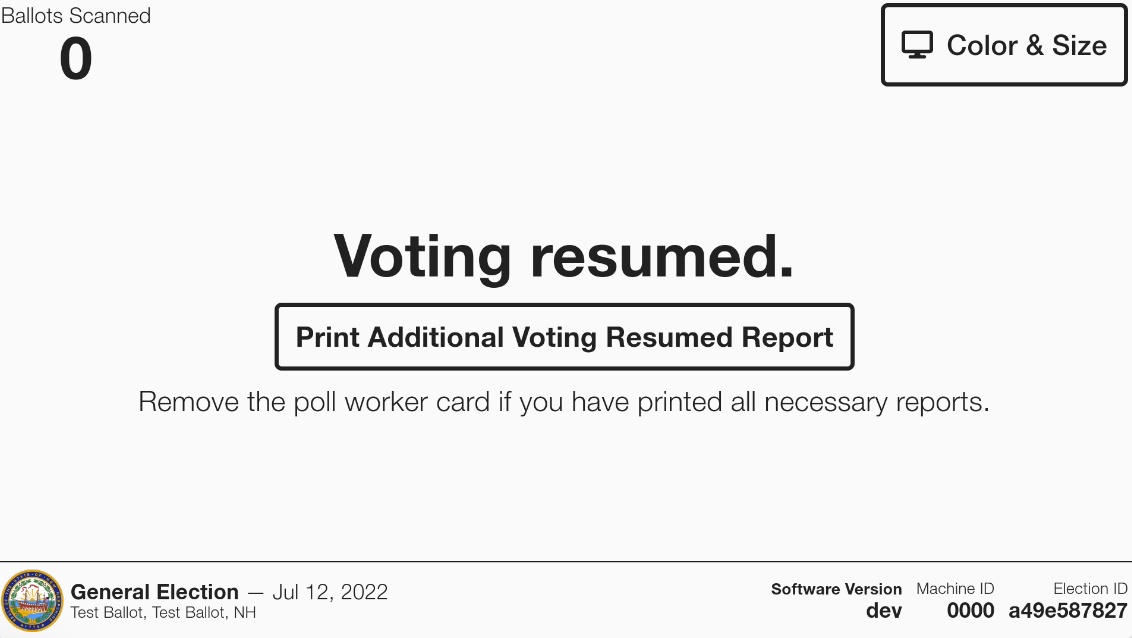 Ballots Scanned
0
Color & Size
Voting resumed.
Print Additional Voting Resumed Report
Remove the poll worker card if you have printed all necessary reports.
General Election — Jul 12, 2022
Test Ballot, Test Ballot, NH
Software Version
dev
Machine ID
0000
Election ID
a49e587827